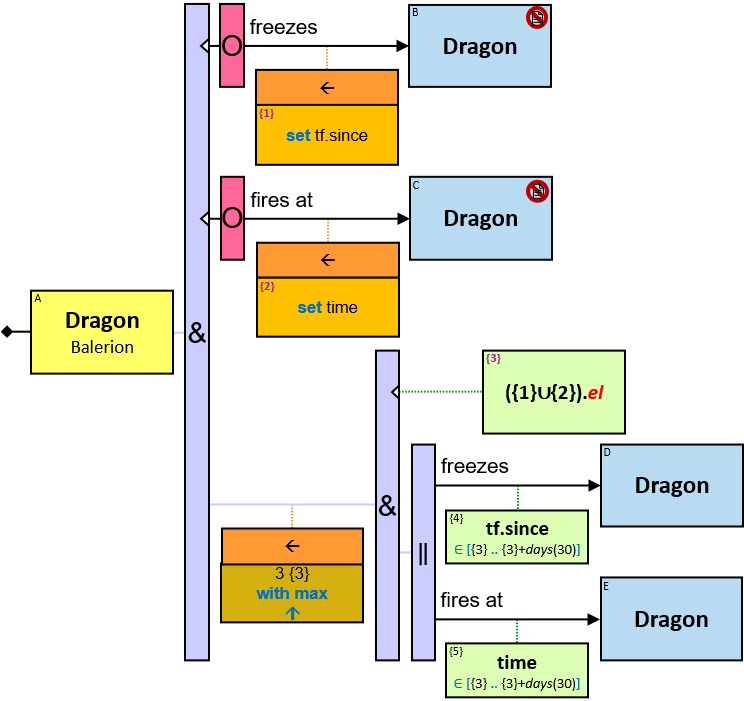 B
freezes
O
Dragon
←
{1}
set tf.since
C
fires at
O
Dragon
←
{2}
set time
A
Dragon
Balerion
&
{3}
({1}∪{2}).el
D
freezes
Dragon
&
{4}
tf.since
∈ [{3} .. {3}+days(30)]
←
3 {3}
with max
↑
||
E
fires at
Dragon
{5}
time
∈ [{3} .. {3}+days(30)]